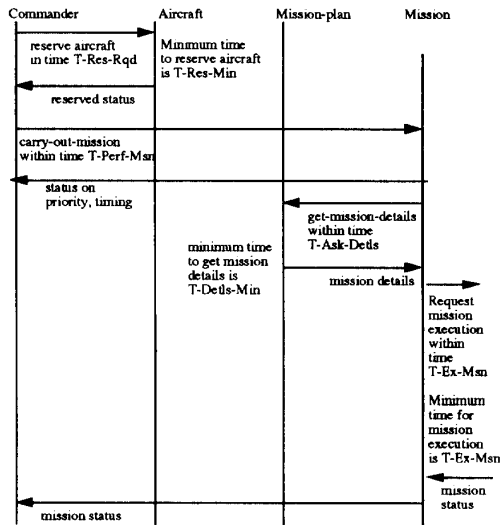 Commander
Aircraft
Mission-plan
Mission
reserve aircraft
in time T-Res-Rqd
Minimum time
to reserve aircraft
is T-Res-Min
reserved status
carry-out-mission
within time T-Perf-Msn
status on
priority, timing
get-mission-details
within time
T-Ask-Detls
minimum time
to get mission
details is
T-Detls-Min
mission details
Request
mission
execution
within
time
T-Ex-Msn
Minimum
time for
mission
execution
is T-Ex-Msn
mission
status
mission status